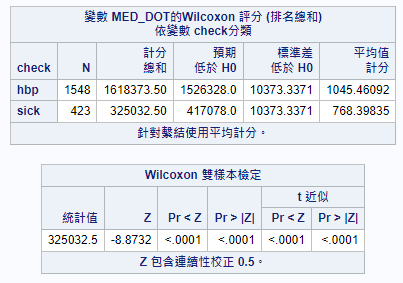 變數 MED_DOT的Wilcoxon 評分 (排名總和)
依變數 check分類
check N 計分 總和 預期 低於 H0 標準差 低於 H0 平均值 計分
hbp 1548 1618373.50 1526328.0 10373.3371 1045.46092
sick 423 325032.50 417078.0 10373.3371 768.39835
針對繫結使用平均計分。
Wilcoxon 雙樣本檢定
t 近似
統計值 Z Pr < Z Pr > |Z| Pr < Z Pr > |Z|
325032.5 -8.8732 <.0001 <.0001 <.0001 <.0001
Z 包含連續性校正 0.5。